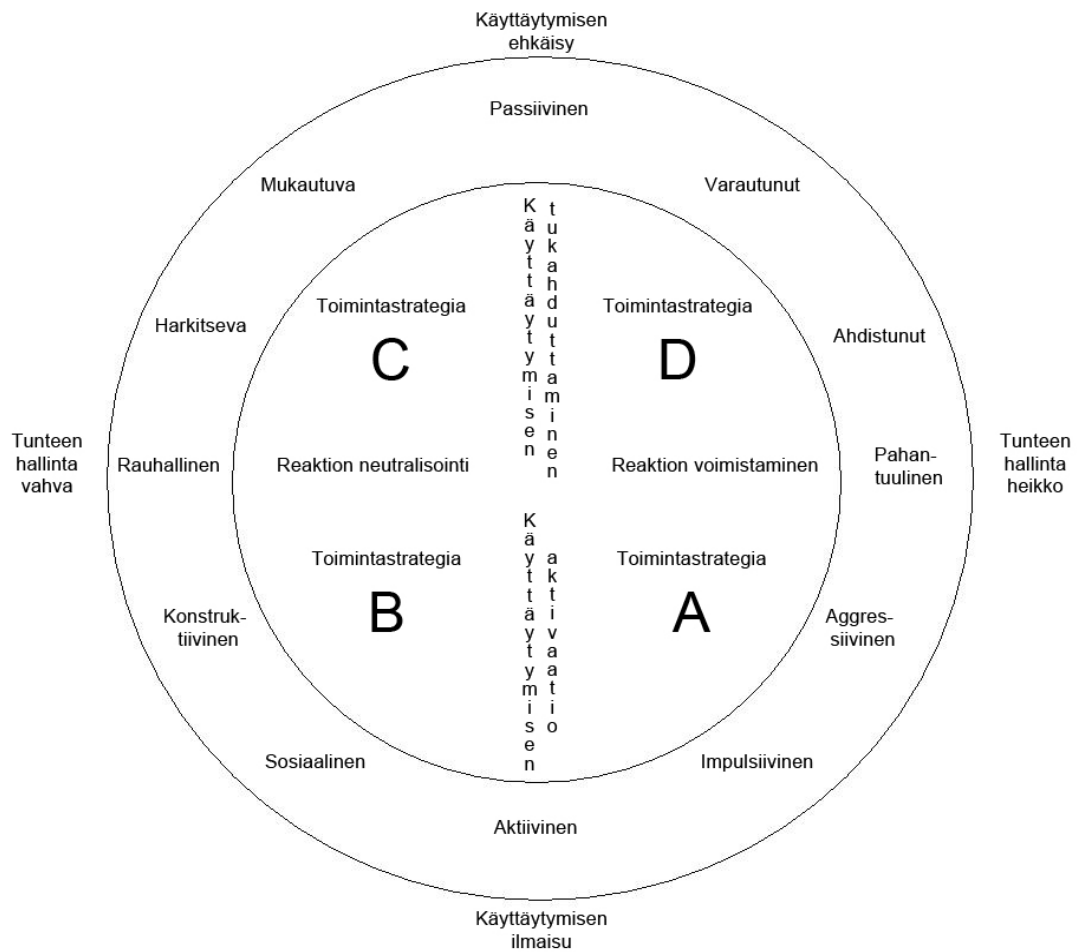 Käyttäytymisen
ehkäisy
Passiivinen
Mukautuva
Varautunut
Käyttäytymisen
tukahduttaminen
Toimintastrategia
C
Toimintastrategia
D
Harkitseva
Ahdistunut
Tunteen
hallinta
vahva
Rauhallinen
Reaktion neutralisointi
Reaktion voimistaminen
Pahan-
tuulinen
Tunteen
hallinta
heikko
Käyttäytymisen
aktivaatio
Toimintastrategia
B
Toimintastrategia
A
Konstruk-
tiivinen
Aggres-
siivinen
Sosiaalinen
Impulsiivinen
Aktiivinen
Käyttäytymisen
ilmaisu